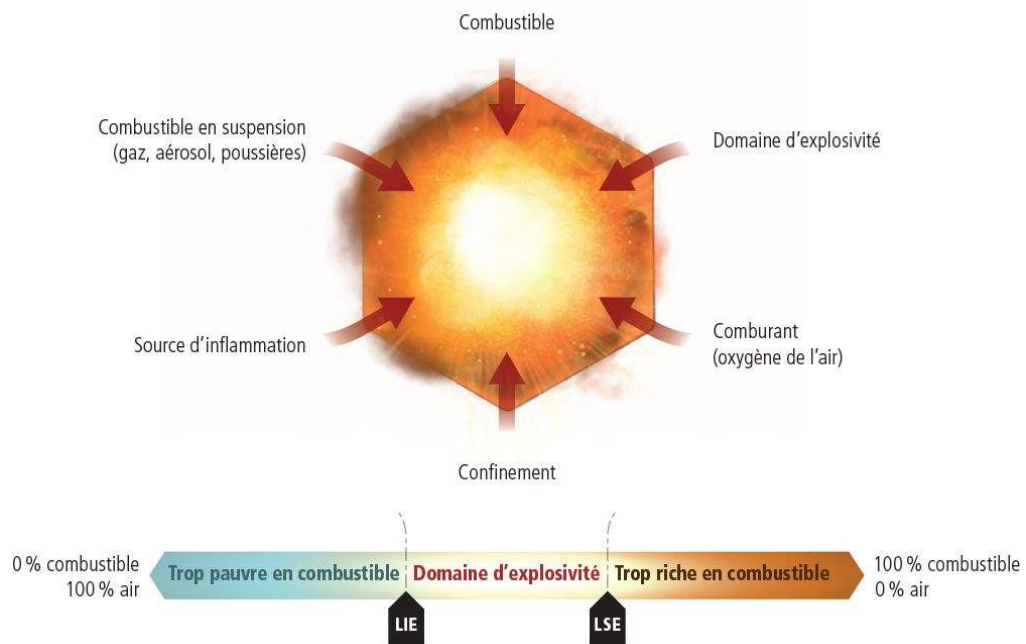 Combustible
Combustible en suspension
(gaz, aérosol, poussières)
Domaine d'explosivité
Source d'inflammation
Comburant
(oxygène de l'air)
Confinement
0 % combustible
100 % air
Trop pauvre en combustible
Domaine d'explosivité
Trop riche en combustible
100 % combustible
0 % air
LIE
LSE